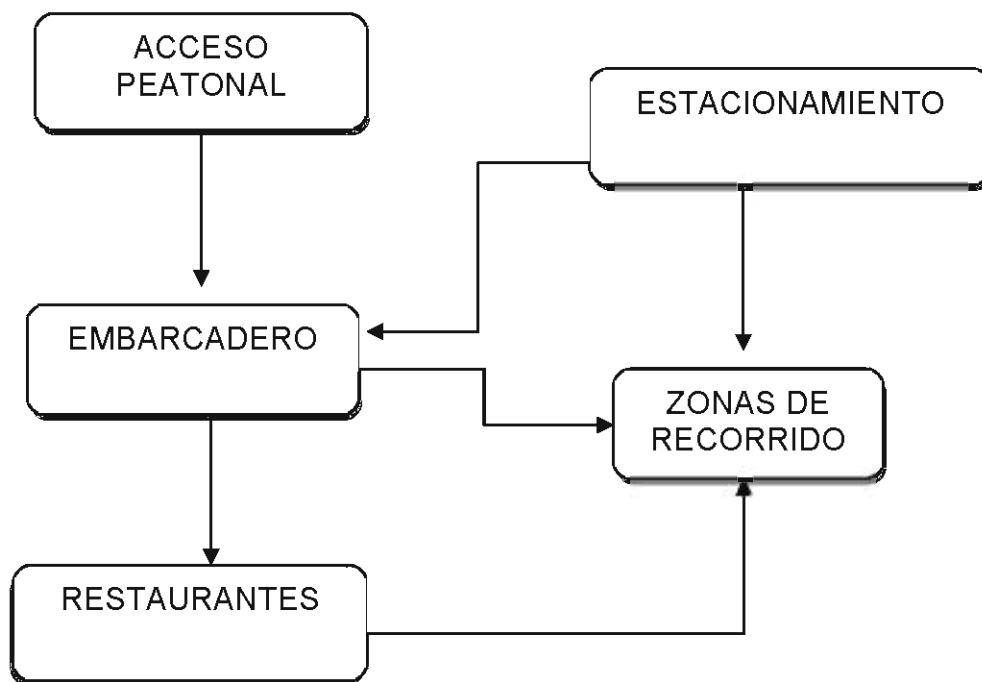 ACCESO
PEATONAL
ESTACIONAMIENTO
EMBARCADERO
ZONAS DE
RECORRIDO
RESTAURANTES